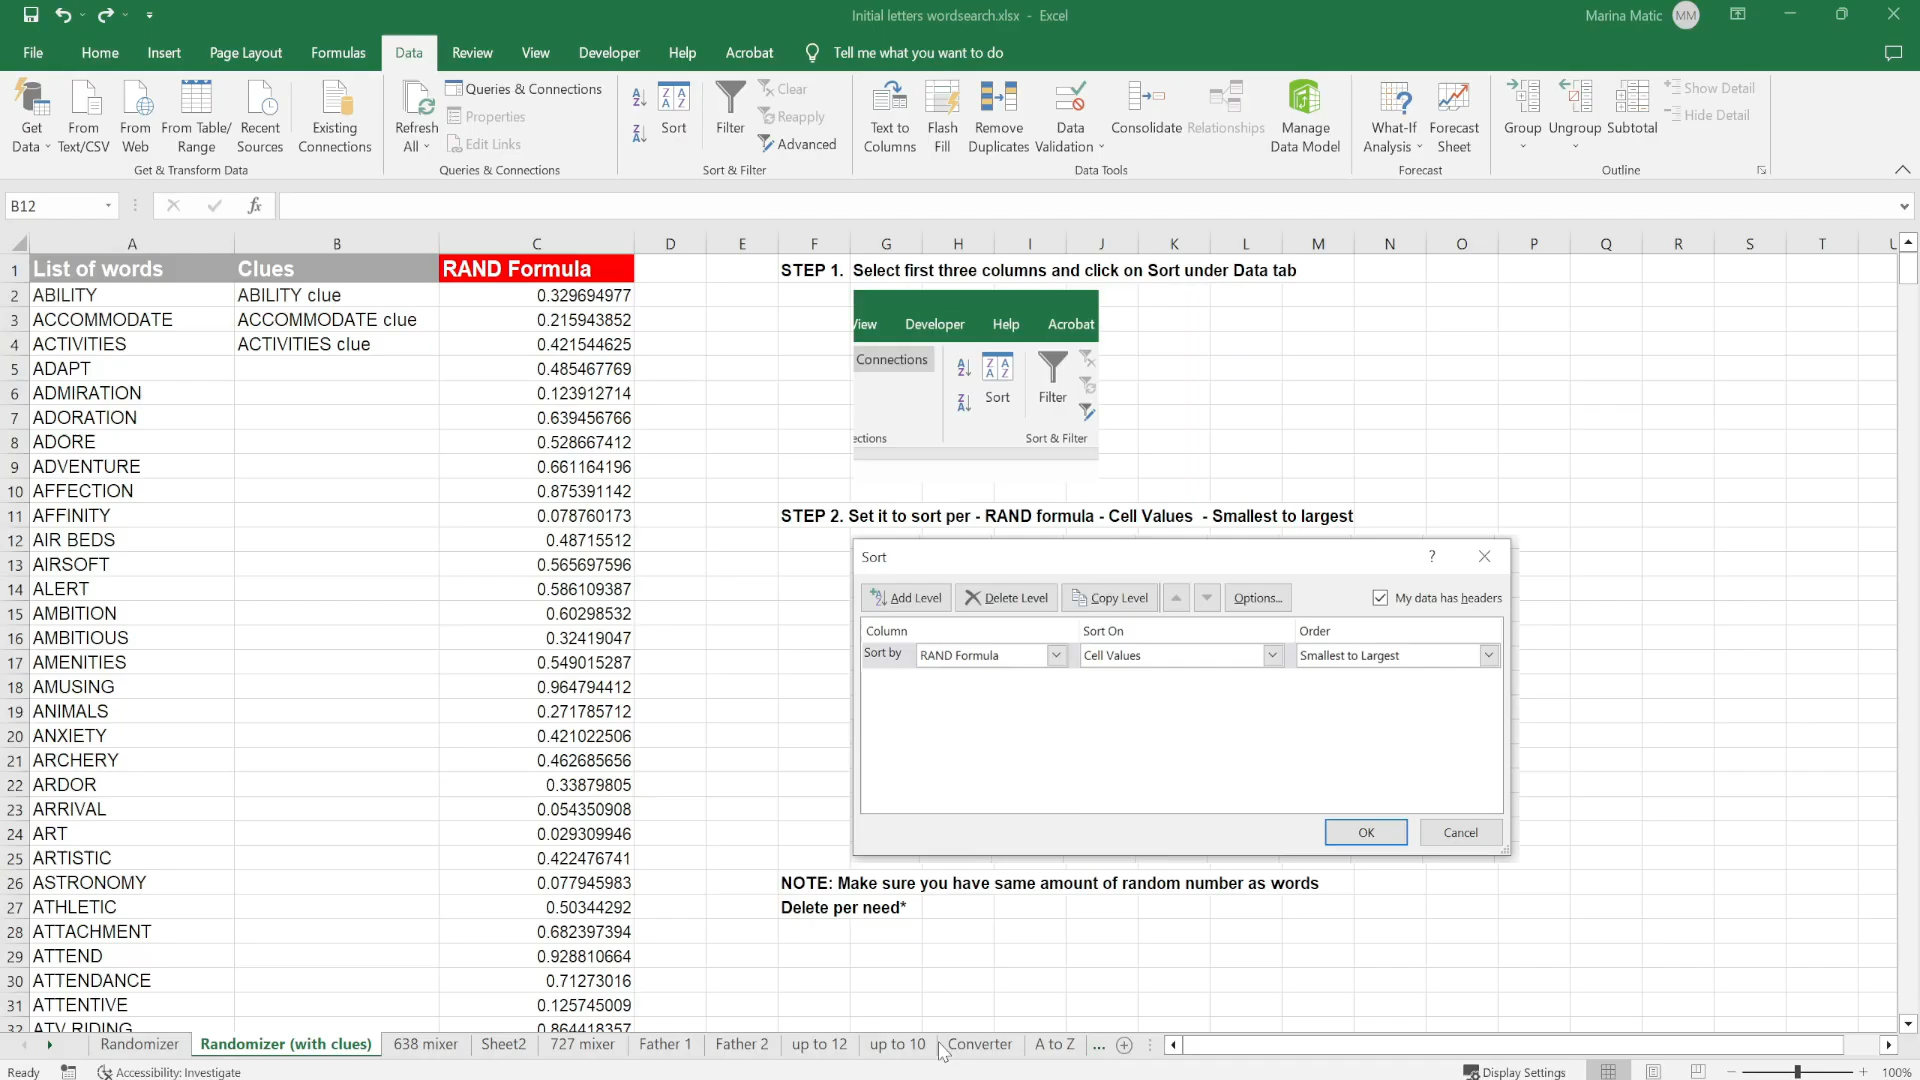 Initial letters wordsearch.xlsx - Excel
Marina Matic MM
File Home Insert Page Layout Formulas Data Review View Developer Help Acrobat Tell me what you want to do
Get Data
From Text/CSV
From Web
From Table/ Range
Recent Sources
Existing Connections
Get & Transform Data
Refresh All
Queries & Connections
Properties
Edit Links
Queries & Connections
Sort
Filter
Clear
Reapply
Advanced
Sort & Filter
Text to Columns
Flash Fill
Remove Duplicates
Data Validation
Consolidate
Relationships
Manage Data Model
Data Tools
What-If Analysis
Forecast Sheet
Forecast
Group
Ungroup
Subtotal
Show Detail
Hide Detail
Outline
B12
fx
A B C D E F G H I J K L M N O P Q R S T
1 List of words Clues RAND Formula
2 ABILITY ABILITY clue 0.329694977
3 ACCOMMODATE ACCOMMODATE clue 0.215943852
4 ACTIVITIES ACTIVITIES clue 0.421544625
5 ADAPT 0.485467769
6 ADMIRATION 0.123912714
7 ADORATION 0.639456766
8 ADORE 0.528667412
9 ADVENTURE 0.661164196
10 AFFECTION 0.875391142
11 AFFINITY 0.078760173
12 AIR BEDS 0.48715512
13 AIRSOFT 0.565697596
14 ALERT 0.586109387
15 AMBITION 0.60298532
16 AMBITIOUS 0.32419047
17 AMENITIES 0.549015287
18 AMUSING 0.964794412
19 ANIMALS 0.271785712
20 ANXIETY 0.421022506
21 ARCHERY 0.462685656
22 ARDOR 0.33879805
23 ARRIVAL 0.054350908
24 ART 0.029309946
25 ARTISTIC 0.422476741
26 ASTRONOMY 0.077945983
27 ATHLETIC 0.50344292
28 ATTACHMENT 0.682397394
29 ATTEND 0.928810664
30 ATTENDANCE 0.71273016
31 ATTENTIVE 0.125745009
32 ATV RIDING 0.864418357
STEP 1. Select first three columns and click on Sort under Data tab
View Developer Help Acrobat
Connections
Sort
Filter
ections
Sort & Filter
STEP 2. Set it to sort per - RAND formula - Cell Values - Smallest to largest
Sort ?
Add Level Delete Level Copy Level Options... My data has headers
Column Sort On Order
Sort by RAND Formula Cell Values Smallest to Largest
OK Cancel
NOTE: Make sure you have same amount of random number as words
Delete per need*
Randomizer Randomizer (with clues) 638 mixer Sheet2 727 mixer Father 1 Father 2 up to 12 up to 10 Converter A to Z ...
Ready Accessibility: Investigate Display Settings 100%